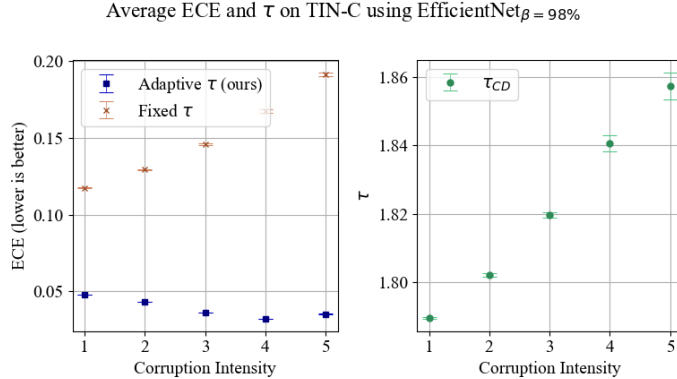 Average ECE and τ on TIN-C using EfficientNet_{β = 98%}
ECE (lower is better)
0.20
0.15
0.10
0.05
Adaptive τ (ours)
Fixed τ
1 2 3 4 5
Corruption Intensity
τ
1.86
1.84
1.82
1.80
τ_{CD}
1 2 3 4 5
Corruption Intensity